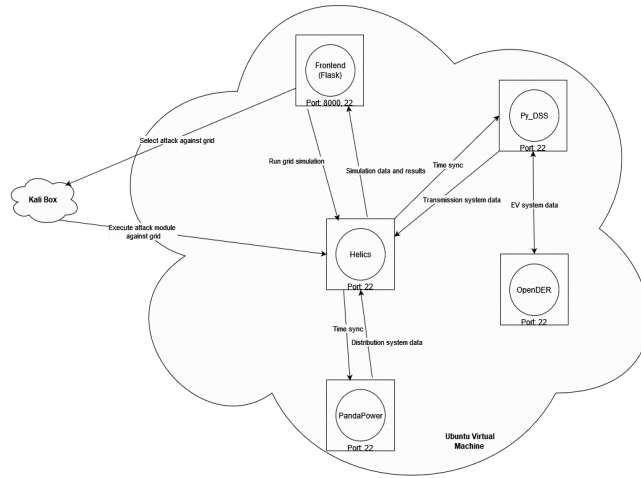 Frontend
(Flask)
Port: 8000, 22
Py_DSS
Port: 22
Select attack against grid
Run grid simulation
Simulation data and results
Time sync
Transmission system data
EV system data
Kali Box
Execute attack module
against grid
Helics
Port: 22
OpenDER
Port: 22
Time sync
Distribution system data
PandaPower
Port: 22
Ubuntu Virtual
Machine